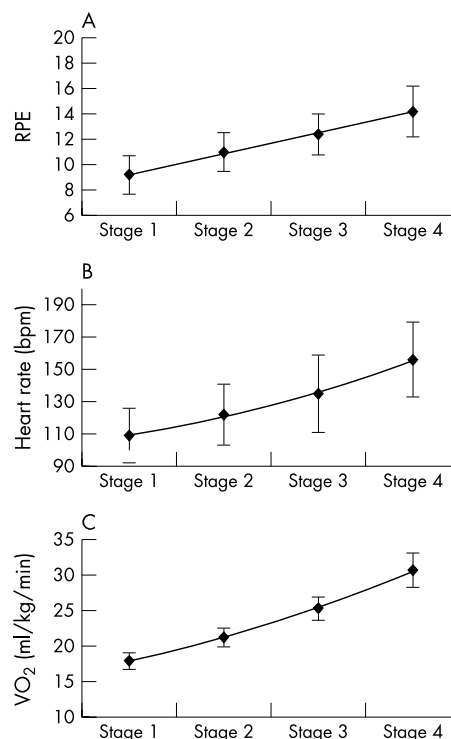 A
20
18
16
14
12
10
8
6
RPE
Stage 1 Stage 2 Stage 3 Stage 4
B
190
170
150
130
110
90
Heart rate (bpm)
Stage 1 Stage 2 Stage 3 Stage 4
C
35
30
25
20
15
10
VO2 (ml/kg/min)
Stage 1 Stage 2 Stage 3 Stage 4